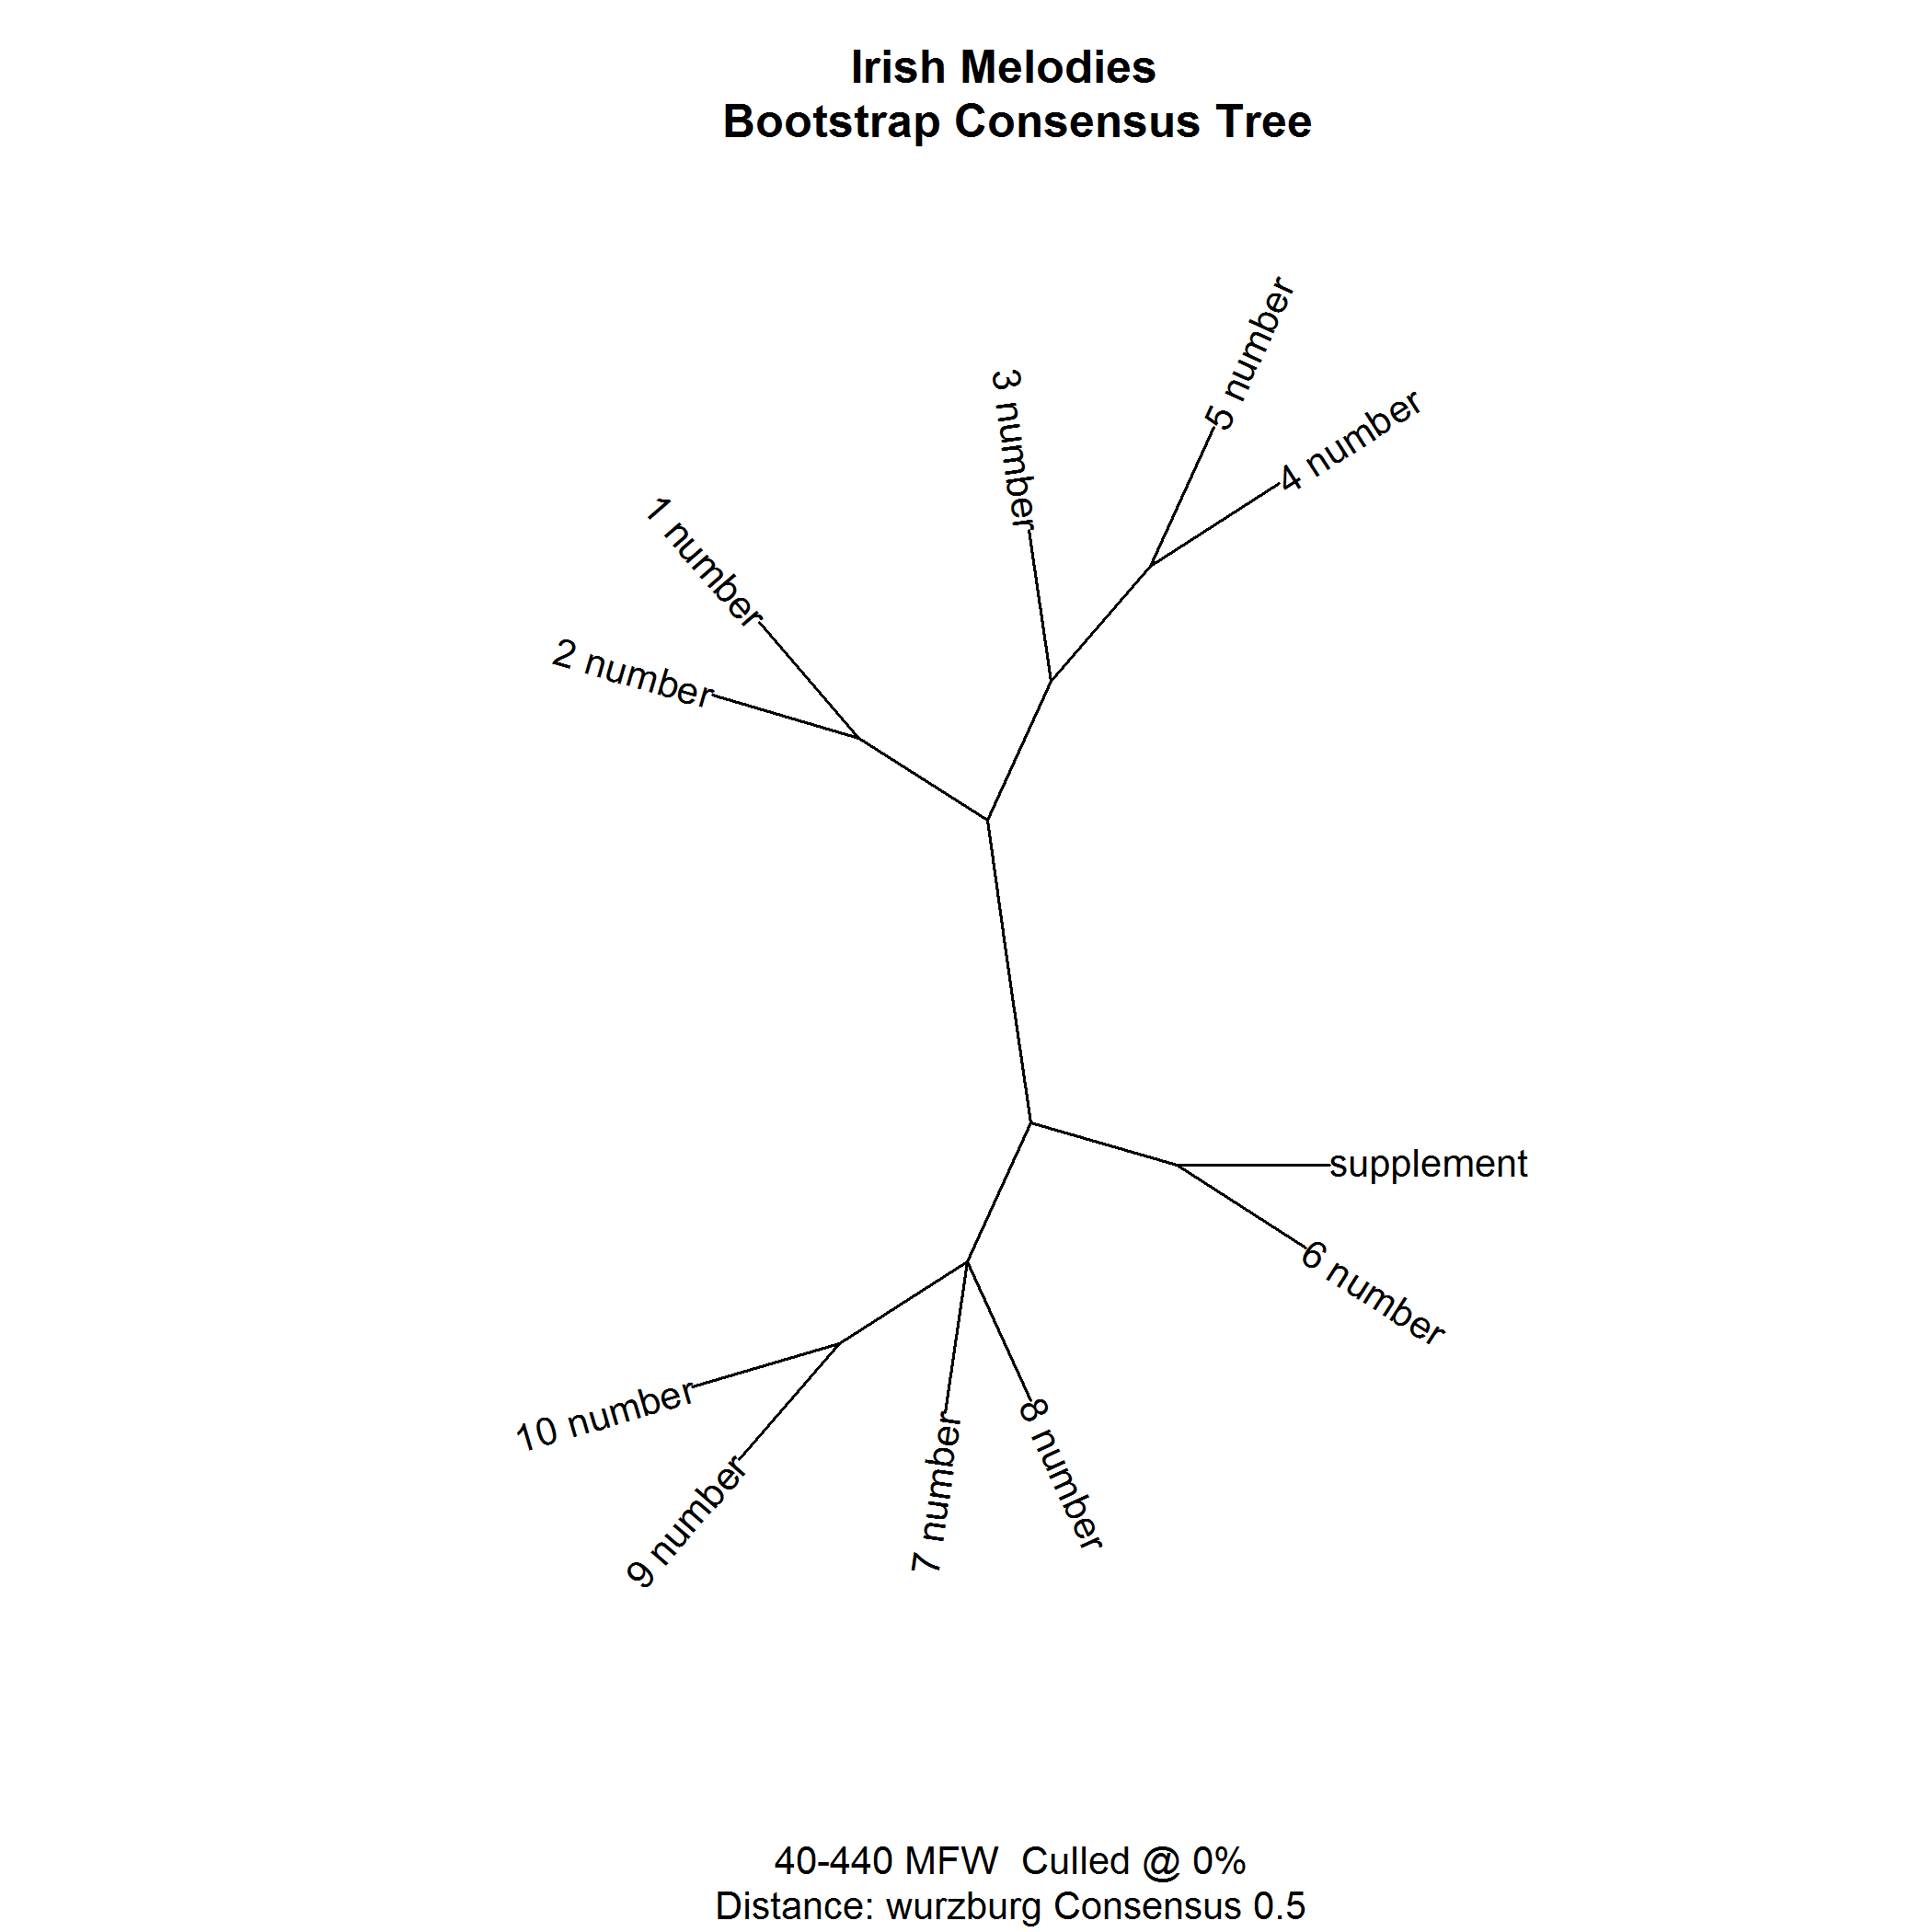 Irish Melodies
Bootstrap Consensus Tree
5 number
3 number
4 number
1 number
2 number
supplement
6 number
10 number
8 number
7 number
9 number
40-440 MFW  Culled @ 0%
Distance: wurzburg Consensus 0.5